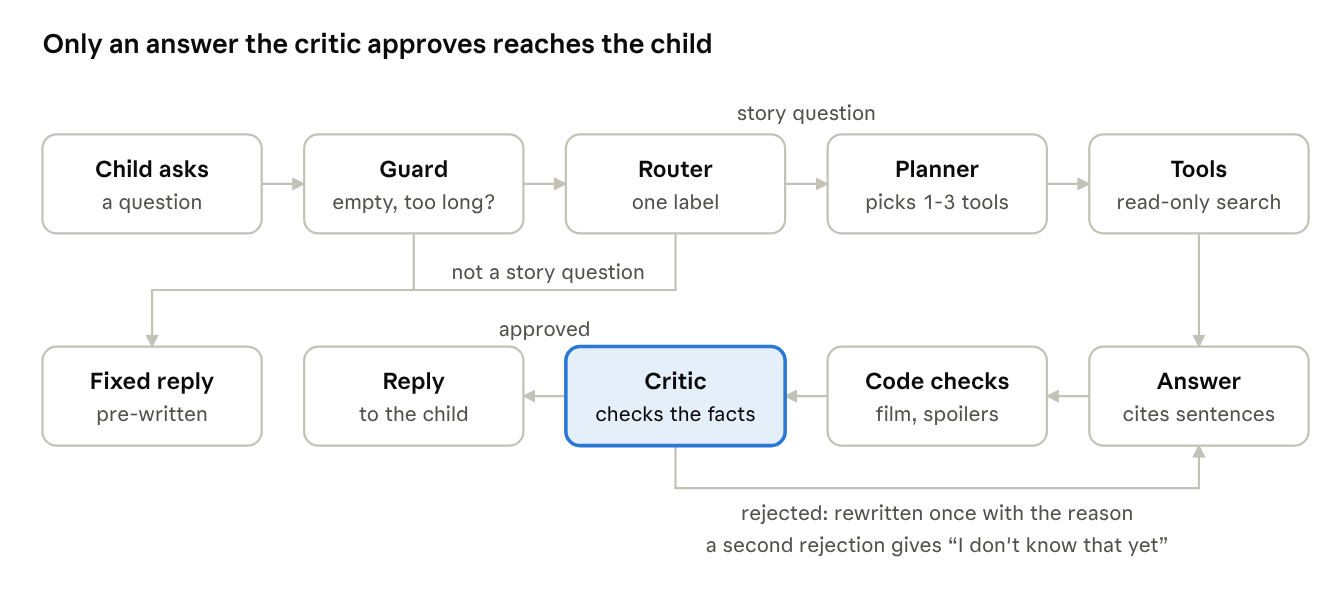 Only an answer the critic approves reaches the child
story question
Child asks
a question
Guard
empty, too long?
Router
one label
Planner
picks 1-3 tools
Tools
read-only search
not a story question
approved
Fixed reply
pre-written
Reply
to the child
Critic
checks the facts
Code checks
film, spoilers
Answer
cites sentences
rejected: rewritten once with the reason
a second rejection gives “I don't know that yet”